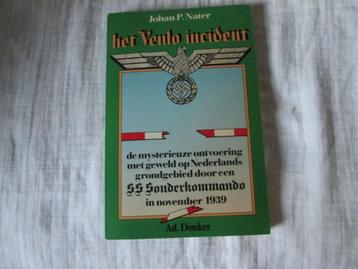 Johan P. Nater
het Venlo incident
de mysterieuze ontvoering
met geweld op Nederlands
grondgebied door een
SS Sonderkommando
in november 1939
Ad. Donker